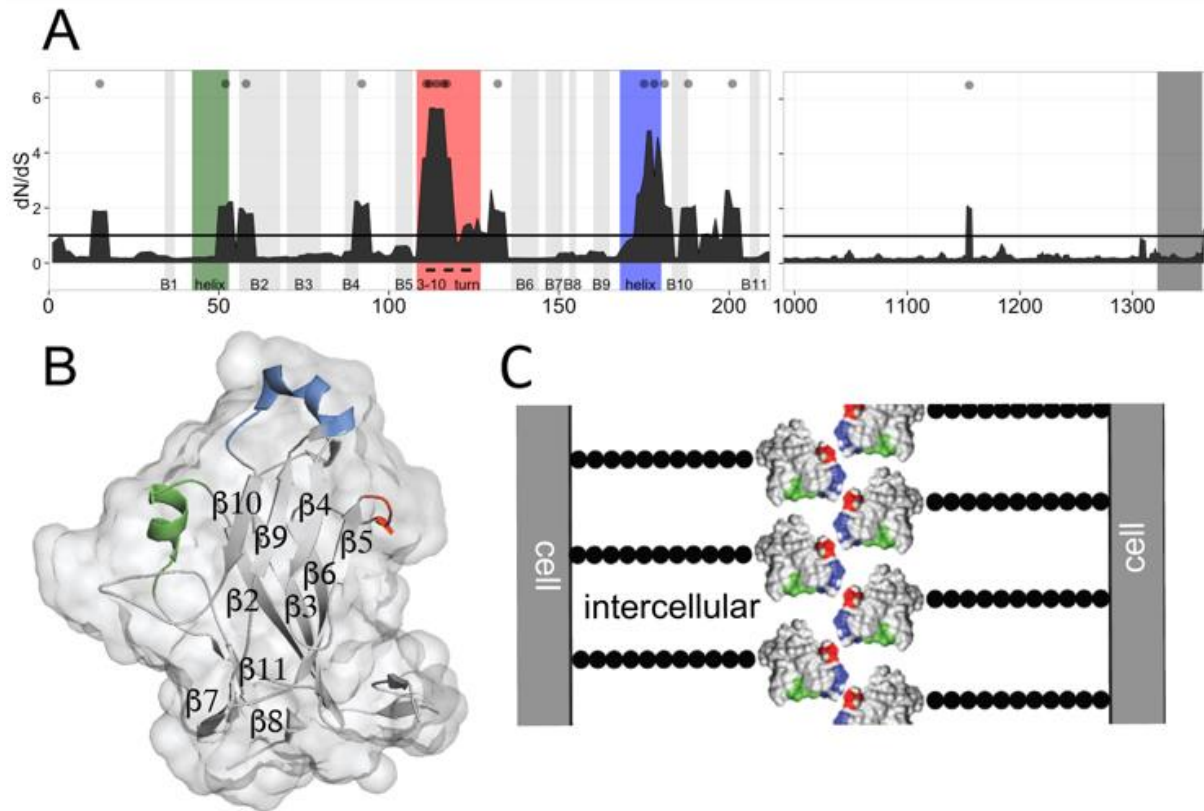 A
dN/dS
6
4
2
0
B1 helix B2 B3 B4 B5 3-10 turn B6 B7 B8 B9 helix B10 B11
0 50 100 150 200 1000 1100 1200 1300
B
β10 β4
β9 β5
β6
β2 β3
β11
β7
β8
C
cell
intercellular
cell